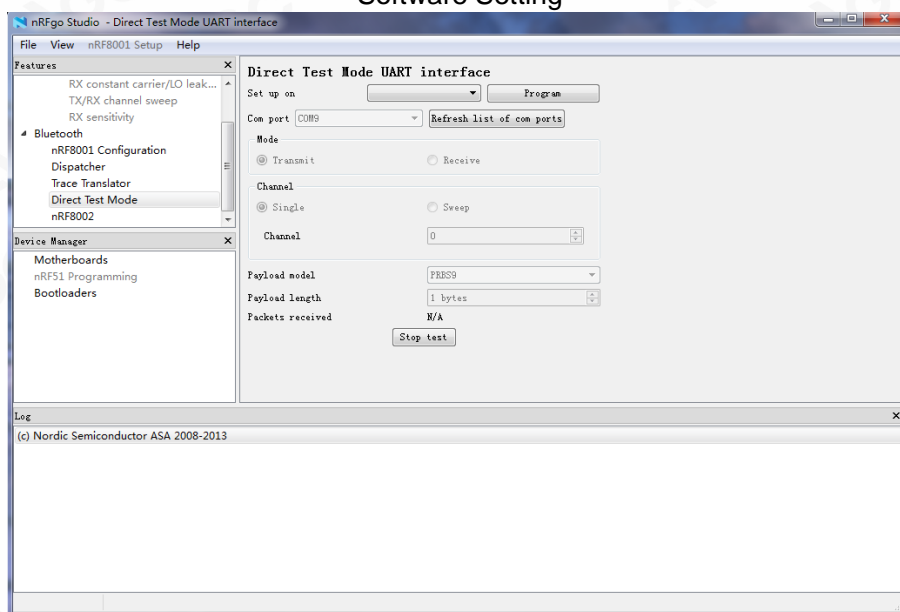 Software Setting
nRFgo Studio - Direct Test Mode UART interface
File View nRF8001 Setup Help
Features
RX constant carrier/LO leak...
TX/RX channel sweep
RX sensitivity
Bluetooth
nRF8001 Configuration
Dispatcher
Trace Translator
Direct Test Mode
nRF8002
Device Manager
Motherboards
nRF51 Programming
Bootloaders
Direct Test Mode UART interface
Set up on Program
Com port COM9 Refresh list of com ports
Mode
Transmit Receive
Channel
Single Sweep
Channel 0
Payload model PRBS9
Payload length 1 bytes
Packets received N/A
Stop test
Log
(c) Nordic Semiconductor ASA 2008-2013